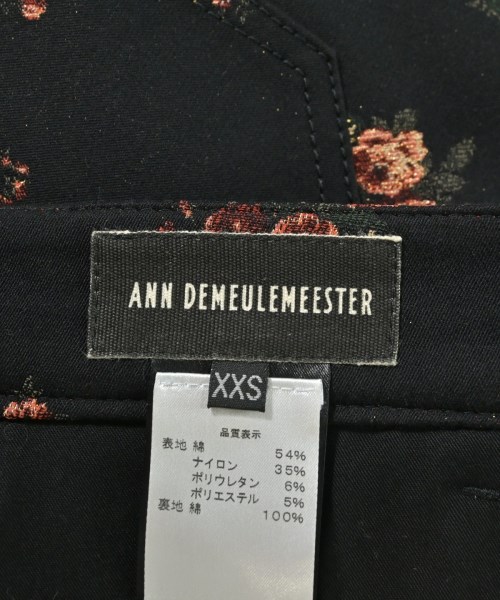 ANN DEMEULEMEESTER
XXS
品質表示
表地 綿 54%
ナイロン 35%
ポリウレタン 6%
ポリエステル 5%
裏地 綿 100%